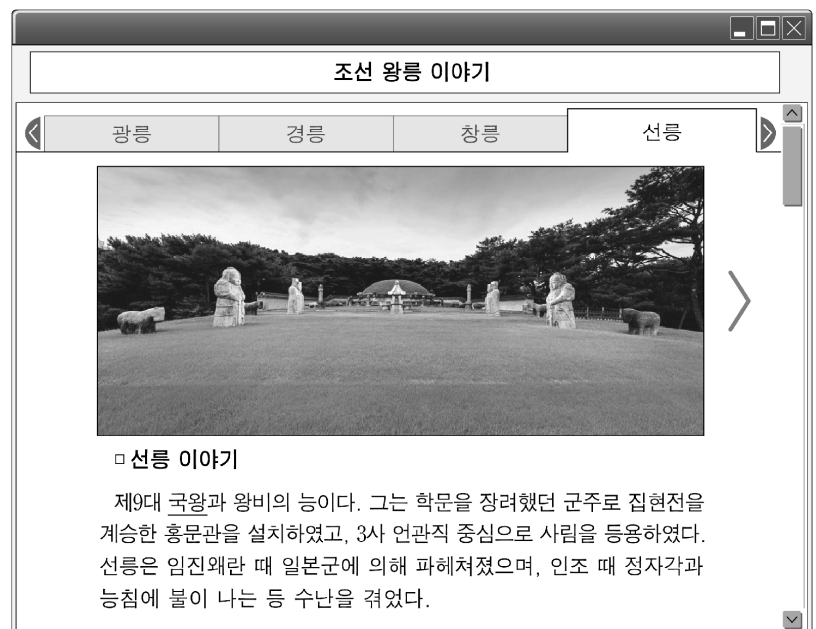 조선 왕릉 이야기
광릉 경릉 창릉 선릉
□ 선릉 이야기
제9대 국왕과 왕비의 능이다. 그는 학문을 장려했던 군주로 집현전을
계승한 홍문관을 설치하였고, 3사 언관직 중심으로 사림을 등용하였다.
선릉은 임진왜란 때 일본군에 의해 파헤쳐졌으며, 인조 때 정자각과
능침에 불이 나는 등 수난을 겪었다.